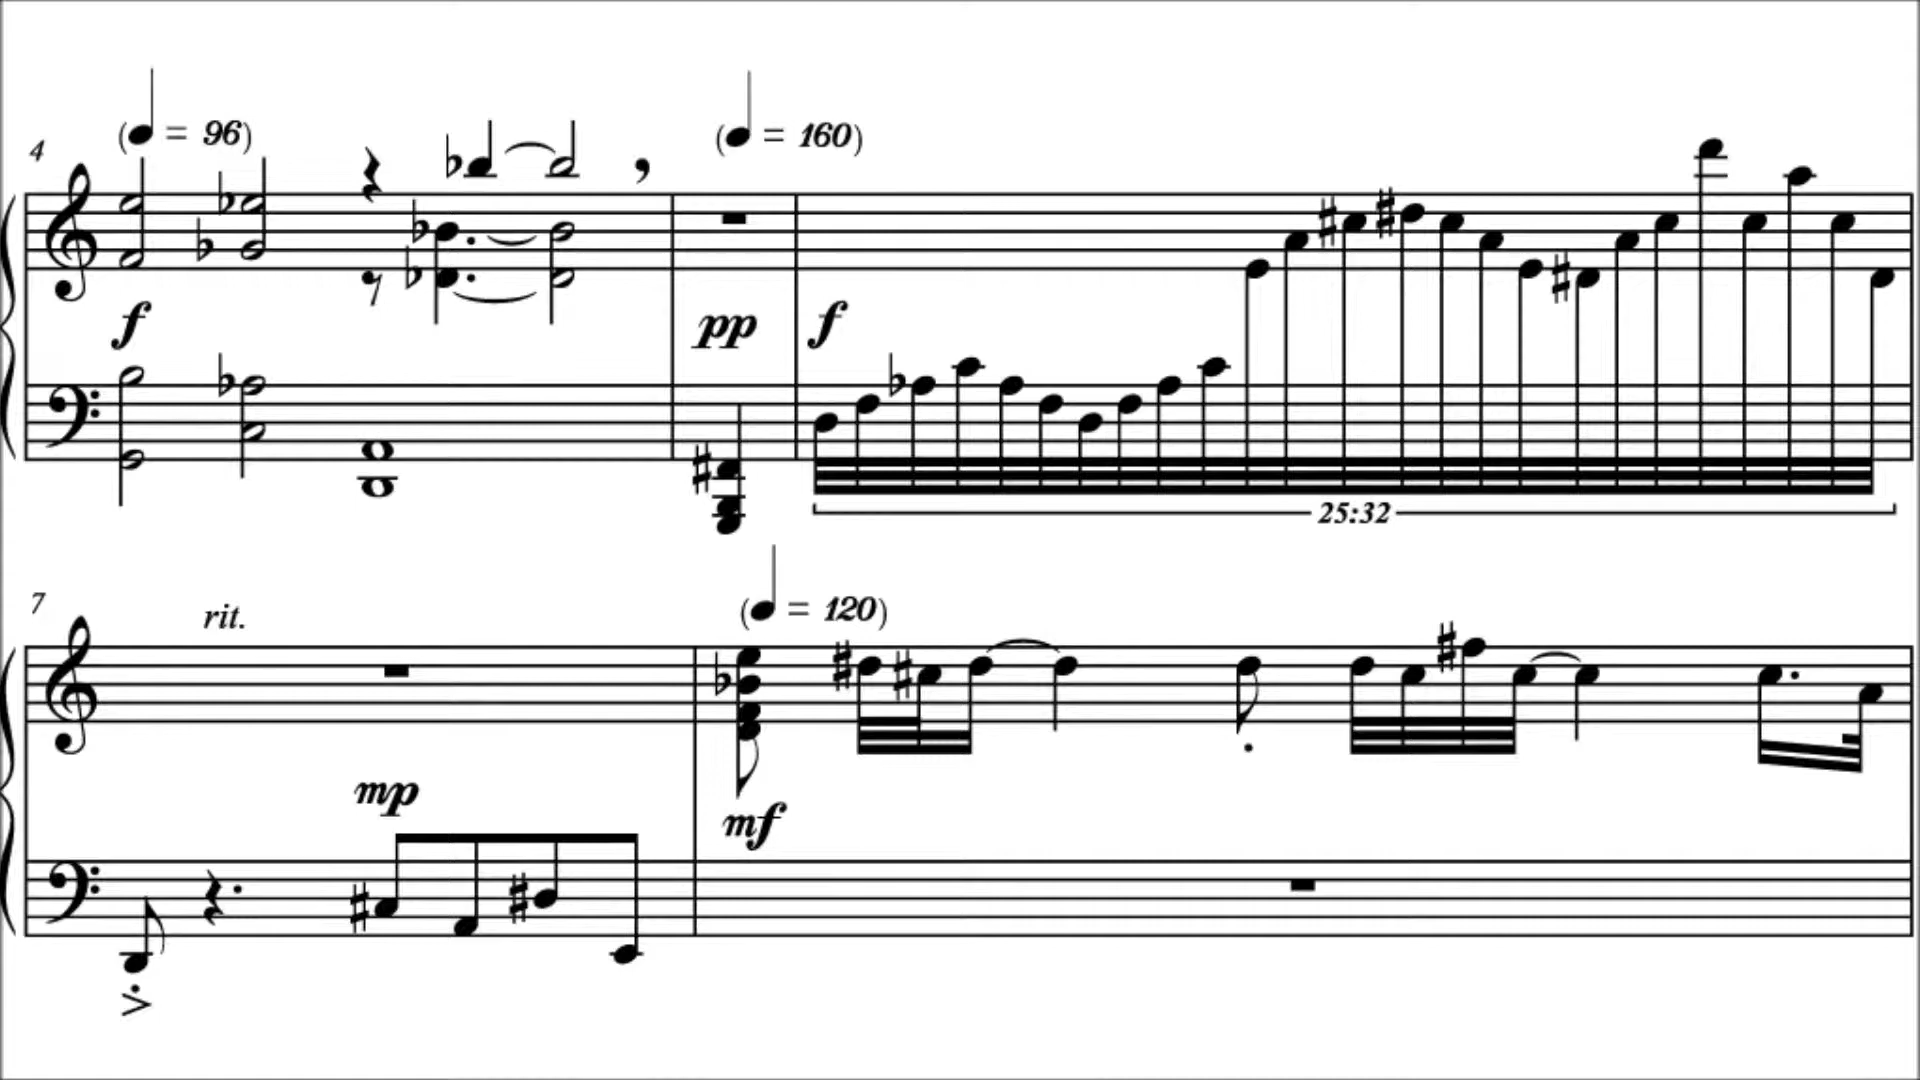 4
(♩ = 96)
(♩ = 160)
f
pp
f
25:32
7
rit.
(♩ = 120)
mp
mf